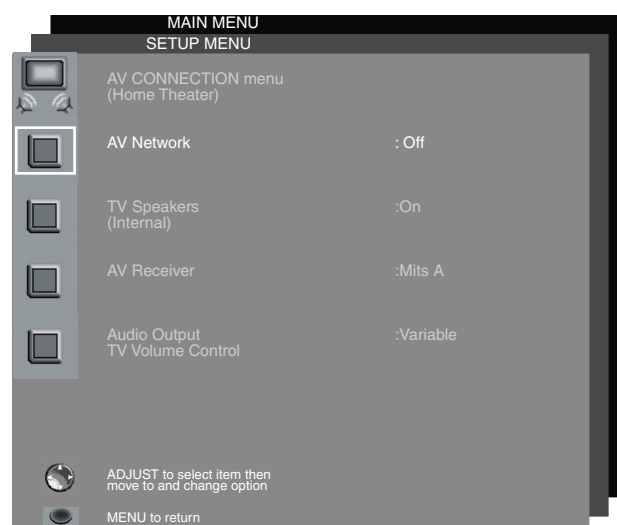 MAIN MENU
SETUP MENU
AV CONNECTION menu
(Home Theater)
AV Network : Off
TV Speakers :On
(Internal)
AV Receiver :Mits A
Audio Output :Variable
TV Volume Control
ADJUST to select item then
move to and change option
MENU to return